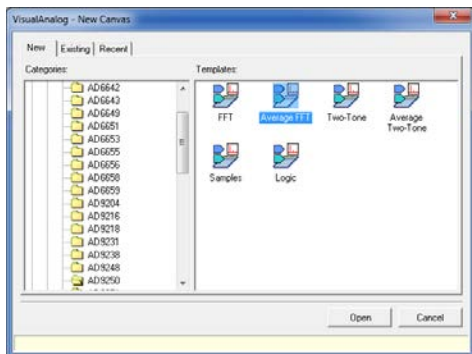 VisualAnalog - New Canvas
New Existing Recent
Categories:
AD6642
AD6643
AD6649
AD6651
AD6653
AD6655
AD6656
AD6658
AD6659
AD9204
AD9216
AD9218
AD9231
AD9238
AD9248
AD9250
Templates:
FFT
Average FFT
Two-Tone
Average
Two-Tone
Samples
Logic
Open
Cancel